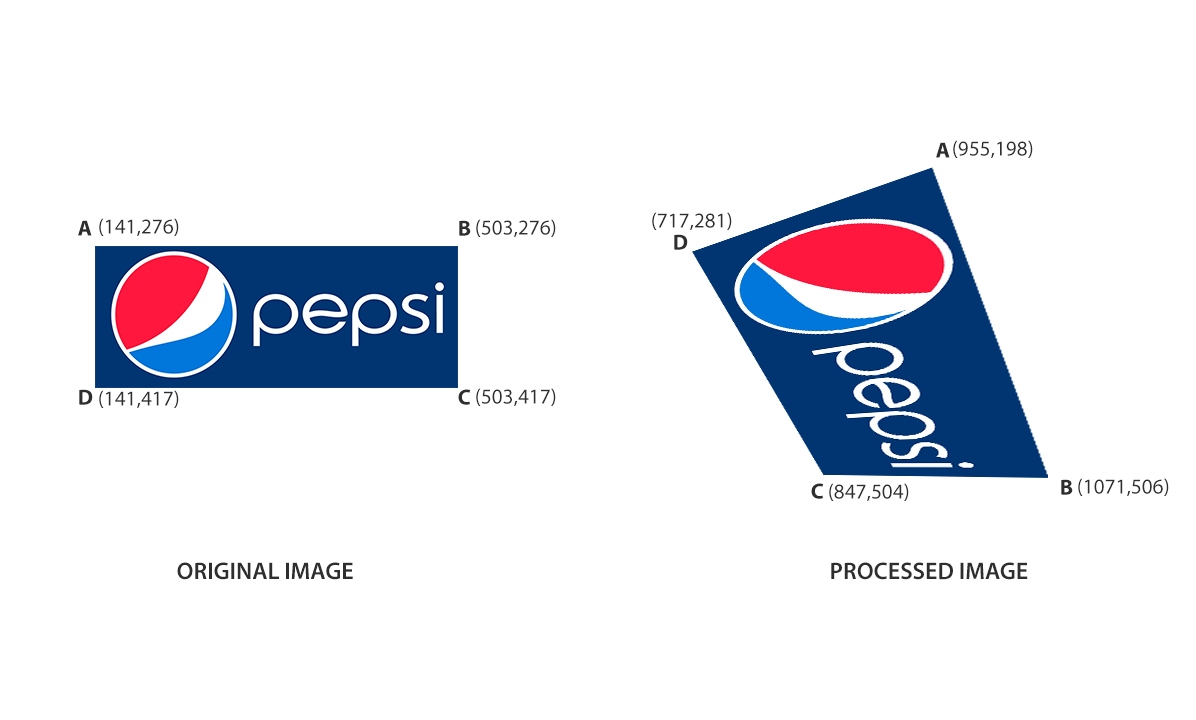 A (141,276)
B (503,276)
pepsi
D (141,417)
C (503,417)
ORIGINAL IMAGE
A (955,198)
(717,281)
D
pepsi
C (847,504)
B (1071,506)
PROCESSED IMAGE